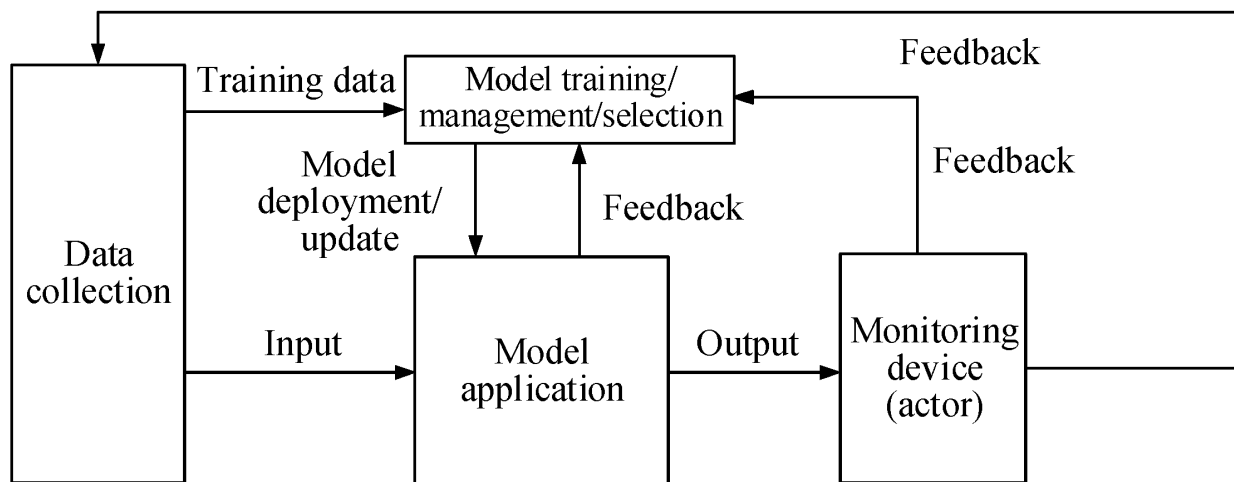 Feedback
Training data
Model training/
management/selection
Feedback
Model
deployment/
update
Feedback
Data
collection
Input
Model
application
Output
Monitoring
device
(actor)